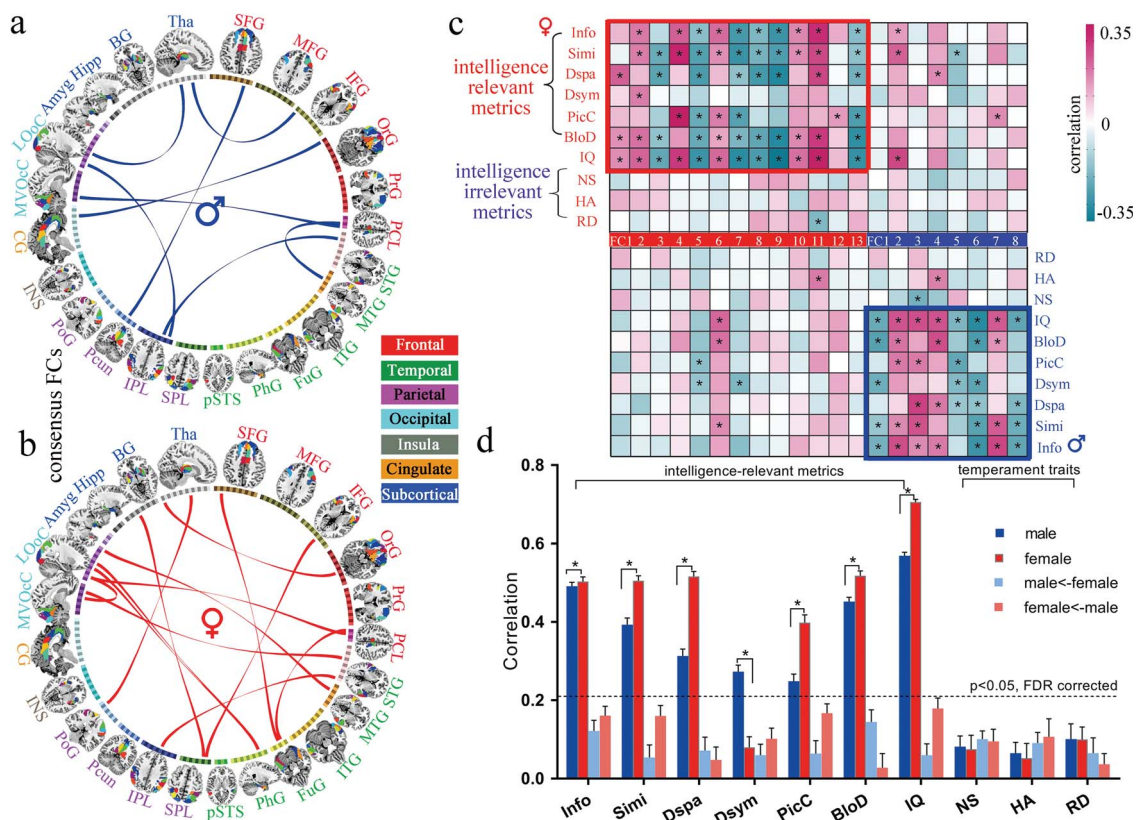 a
Tha
SFG
BG
MFG
Hipp
Amyg
IFG
LOoC
OrG
MVOcC
PrG
CG
PCL
INS
STG
PoG
MTG
Pcun
ITG
IPL
FuG
SPL
PhG
pSTS
♂
consensus FCs
Frontal
Temporal
Parietal
Occipital
Insula
Cingulate
Subcortical
b
Tha
SFG
BG
MFG
Hipp
Amyg
IFG
LOoC
OrG
MVOcC
PrG
CG
PCL
INS
STG
PoG
MTG
Pcun
ITG
IPL
FuG
SPL
PhG
pSTS
♀
c
♀
intelligence
relevant
metrics
intelligence
irrelevant
metrics
Info
Simi
Dspa
Dsym
PicC
BloD
IQ
NS
HA
RD
FC1 2 3 4 5 6 7 8 9 10 11 12 13 FC1 2 3 4 5 6 7 8
RD
HA
NS
IQ
BloD
PicC
Dsym
Dspa
Simi
Info ♂
0.35
0
-0.35
correlation
d
intelligence-relevant metrics
temperament traits
male
female
male<-female
female<-male
p<0.05, FDR corrected
Correlation
0.8
0.6
0.4
0.2
0.0
Info Simi Dspa Dsym PicC BloD IQ NS HA RD